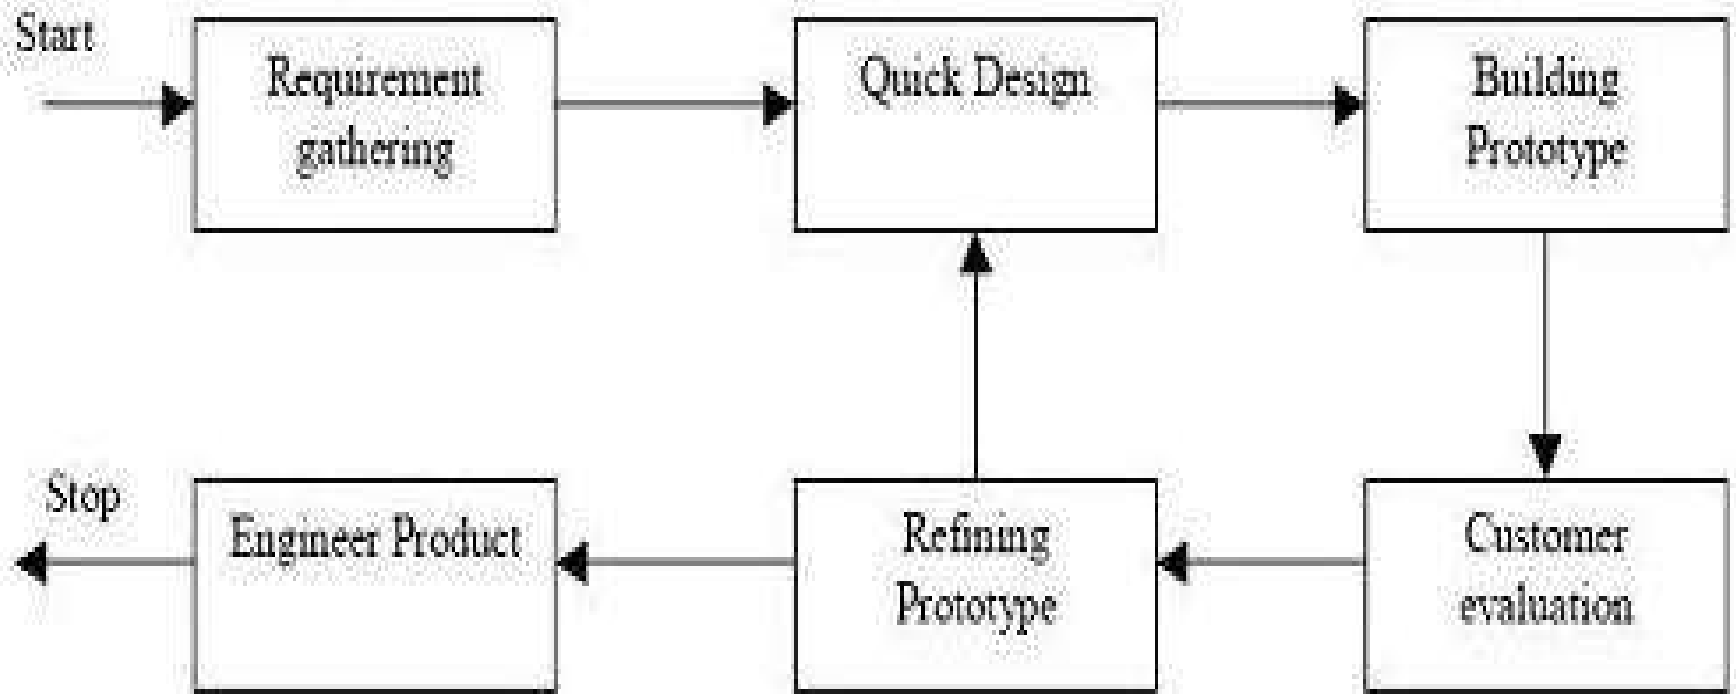 Start
Requirement
gathering
Quick Design
Building
Prototype
Stop
Engineer Product
Refining
Prototype
Customer
evaluation